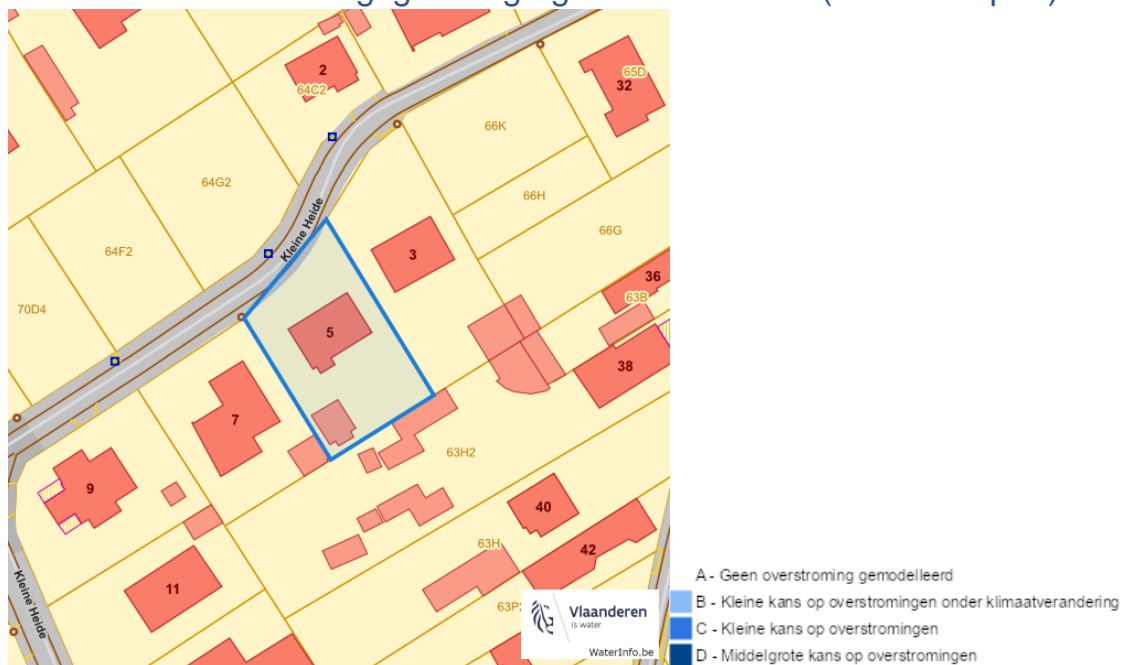 2
64C2
65D
32
66K
64G2
66H
Kleine Heide
66G
64F2
3
36
63B
70D4
5
38
7
63H2
9
40
63H
42
11
Kleine Heide
63P2
Vlaanderen
is water
WaterInfo.be
A - Geen overstroming gemodelleerd
B - Kleine kans op overstromingen onder klimaatverandering
C - Kleine kans op overstromingen
D - Middelgrote kans op overstromingen